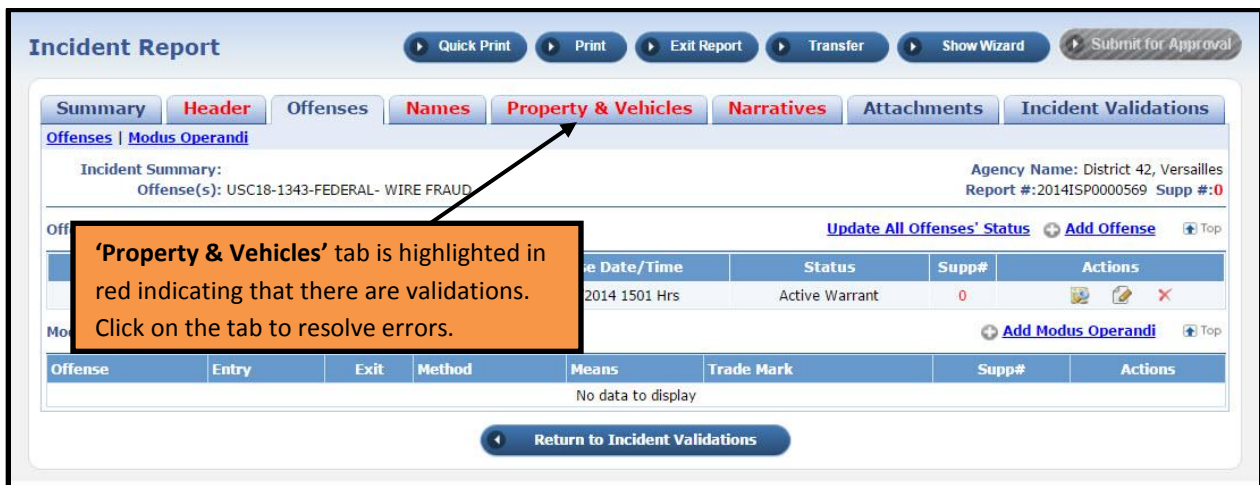 Incident Report
Quick Print
Print
Exit Report
Transfer
Show Wizard
Submit for Approval
Summary
Header
Offenses
Names
Property & Vehicles
Narratives
Attachments
Incident Validations
Offenses | Modus Operandi
Incident Summary:
Agency Name: District 42, Versailles
Offense(s): USC18-1343-FEDERAL- WIRE FRAUD
Report #:2014ISP0000569 Supp #:0
Off
Update All Offenses' Status
Add Offense
Top
'Property & Vehicles' tab is highlighted in
red indicating that there are validations.
Click on the tab to resolve errors.
se Date/Time
Status
Supp#
Actions
2014 1501 Hrs
Active Warrant
0
Mo
Add Modus Operandi
Top
Offense
Entry
Exit
Method
Means
Trade Mark
Supp#
Actions
No data to display
Return to Incident Validations